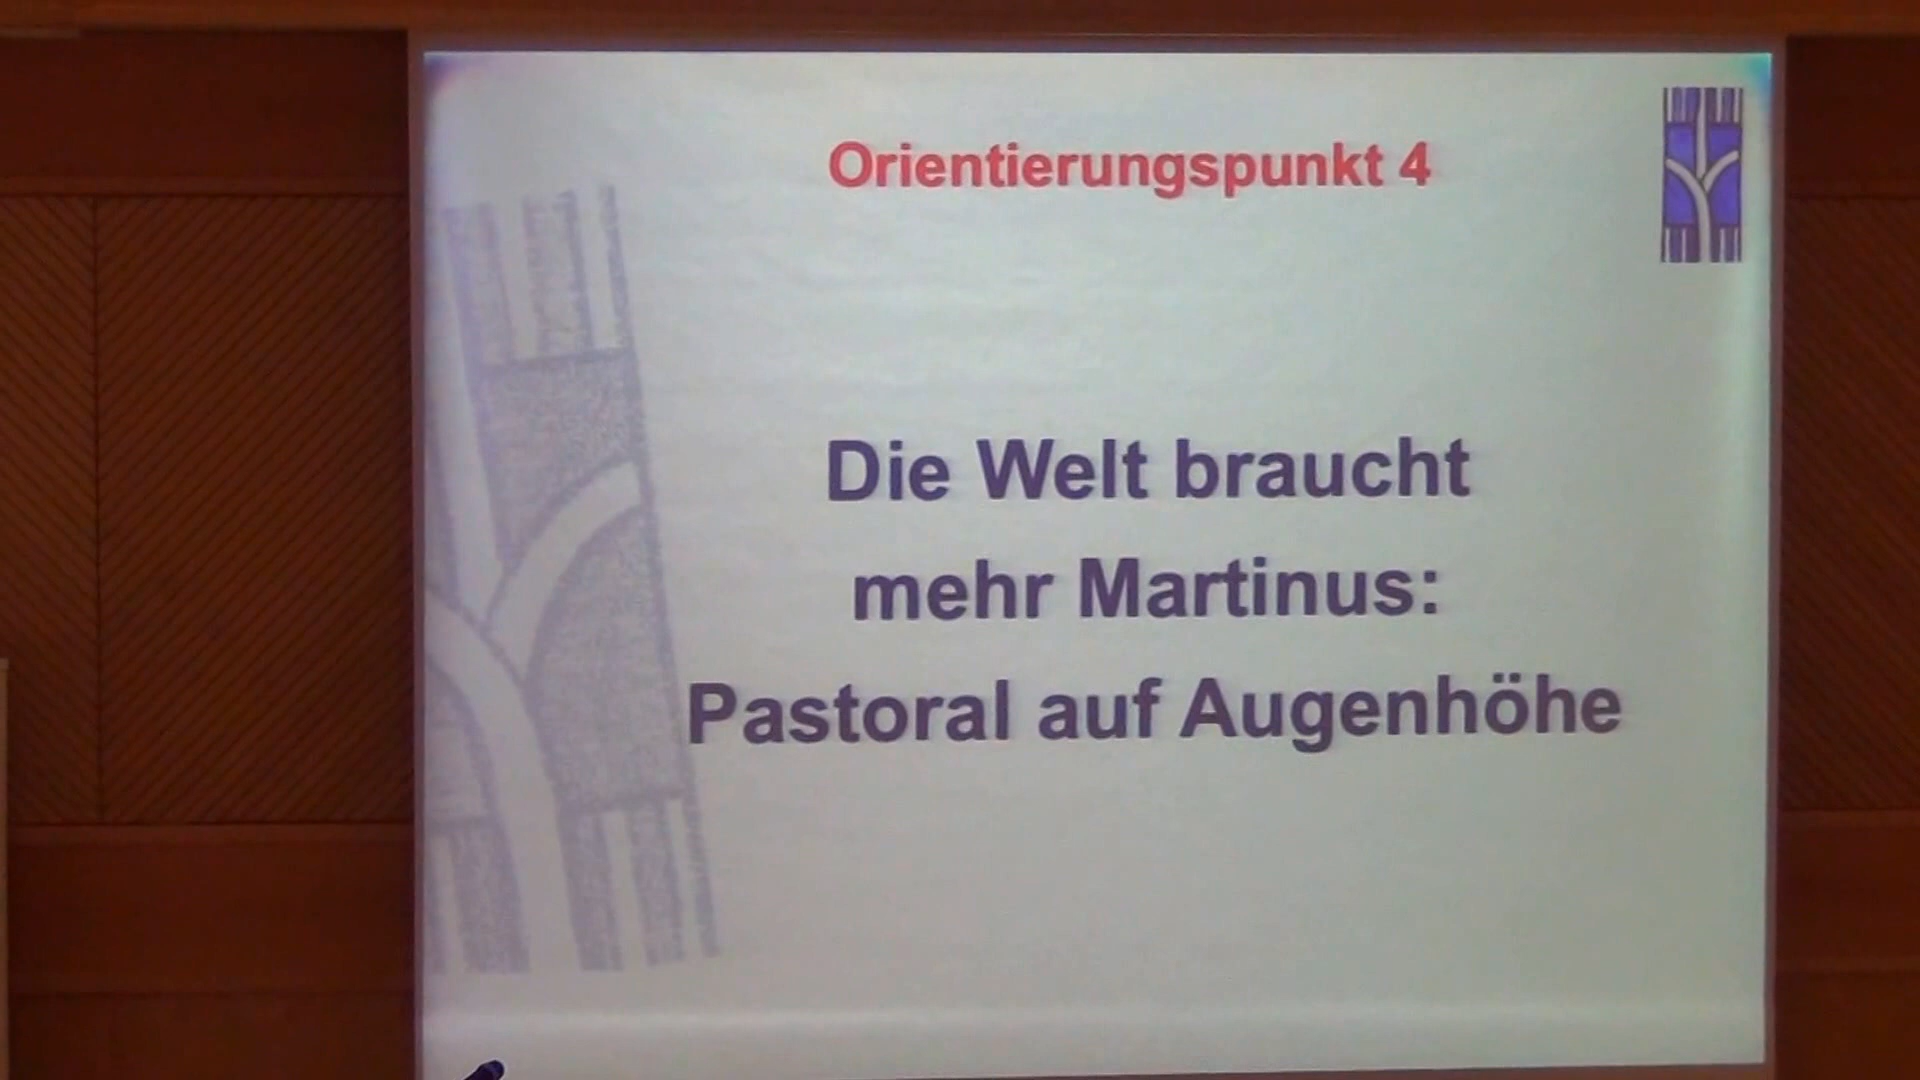 Orientierungspunkt 4
Die Welt braucht
mehr Martinus:
Pastoral auf Augenhöhe